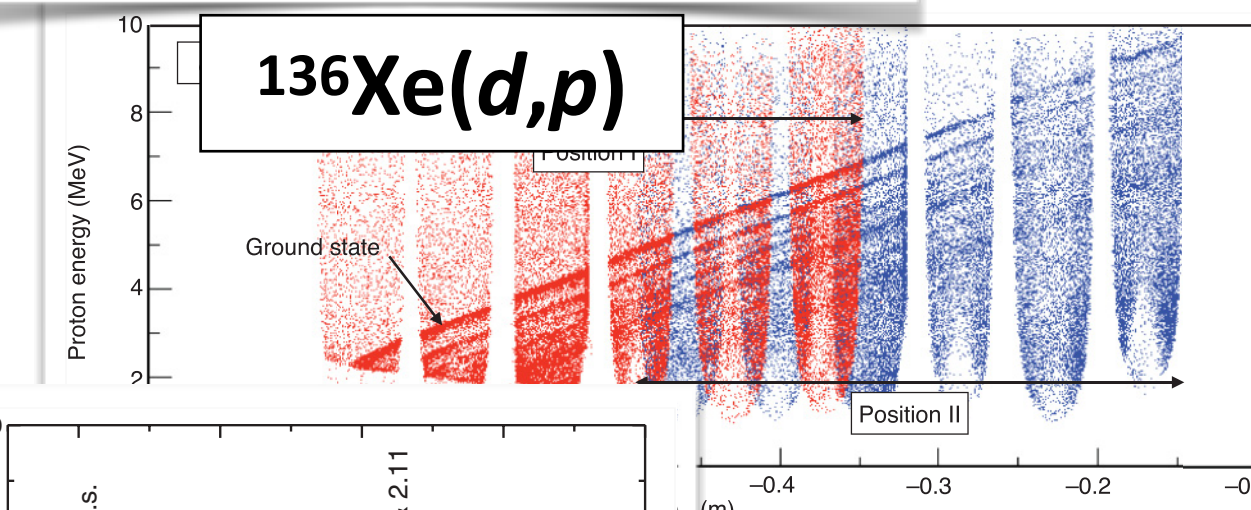 10
¹³⁶Xe(d,p)
8
Position I
6
Ground state
4
2
Proton energy (MeV)
Position II
–0.4
–0.3
–0.2
(m)
2.11
.s.